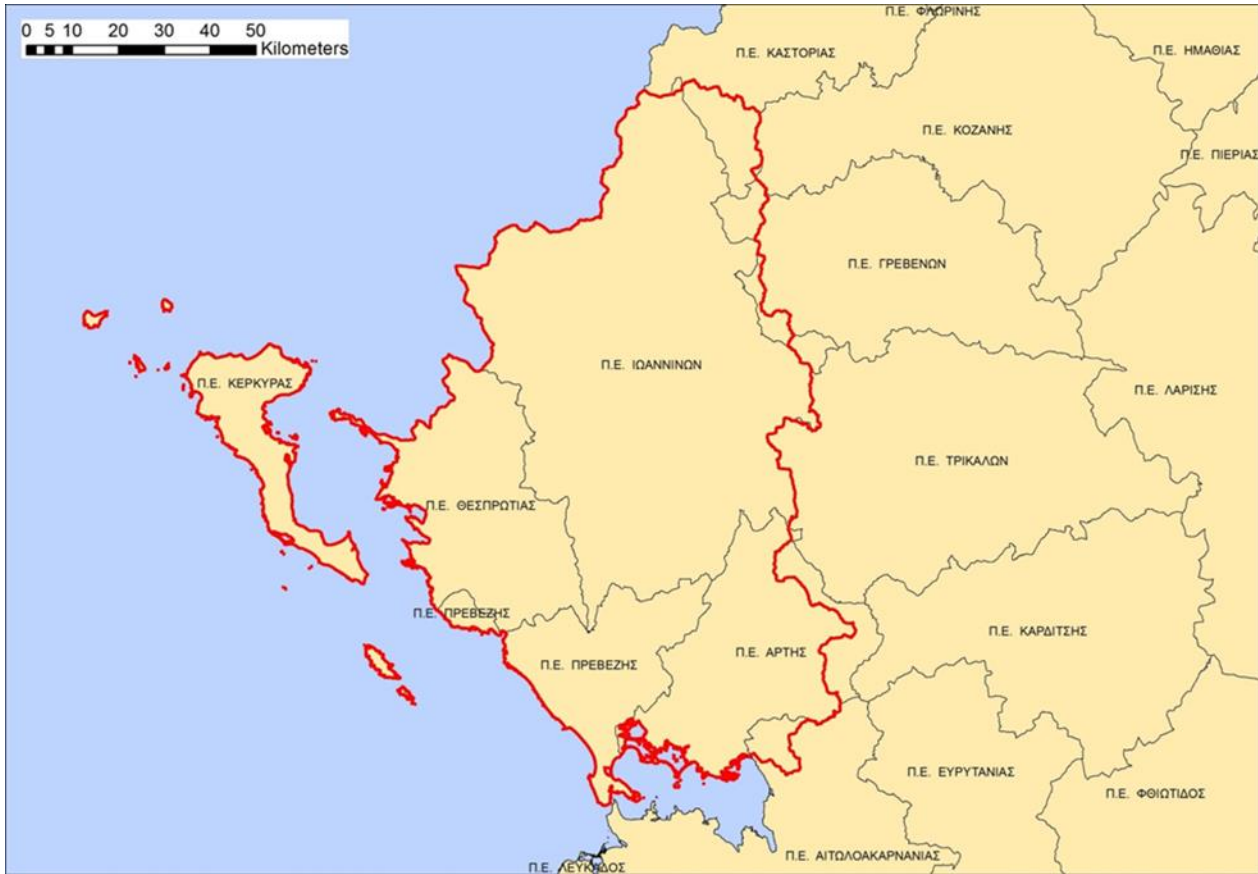 0 5 10 20 30 40 50
Kilometers
Π.Ε. ΦΛΩΡΙΝΗΣ
Π.Ε. ΚΑΣΤΟΡΙΑΣ
Π.Ε. ΗΜΑΘΙΑΣ
Π.Ε. ΚΟΖΑΝΗΣ
Π.Ε. ΠΙΕΡΙΑΣ
Π.Ε. ΓΡΕΒΕΝΩΝ
Π.Ε. ΙΩΑΝΝΙΝΩΝ
Π.Ε. ΚΕΡΚΥΡΑΣ
Π.Ε. ΛΑΡΙΣΗΣ
Π.Ε. ΤΡΙΚΑΛΩΝ
Π.Ε. ΘΕΣΠΡΩΤΙΑΣ
Π.Ε. ΠΡΕΒΕΖΗΣ
Π.Ε. ΚΑΡΔΙΤΣΗΣ
Π.Ε. ΑΡΤΗΣ
Π.Ε. ΠΡΕΒΕΖΗΣ
Π.Ε. ΕΥΡΥΤΑΝΙΑΣ
Π.Ε. ΦΘΙΩΤΙΔΟΣ
Π.Ε. ΑΙΤΩΛΟΑΚΑΡΝΑΝΙΑΣ
Π.Ε. ΛΕΥΚΑΔΟΣ